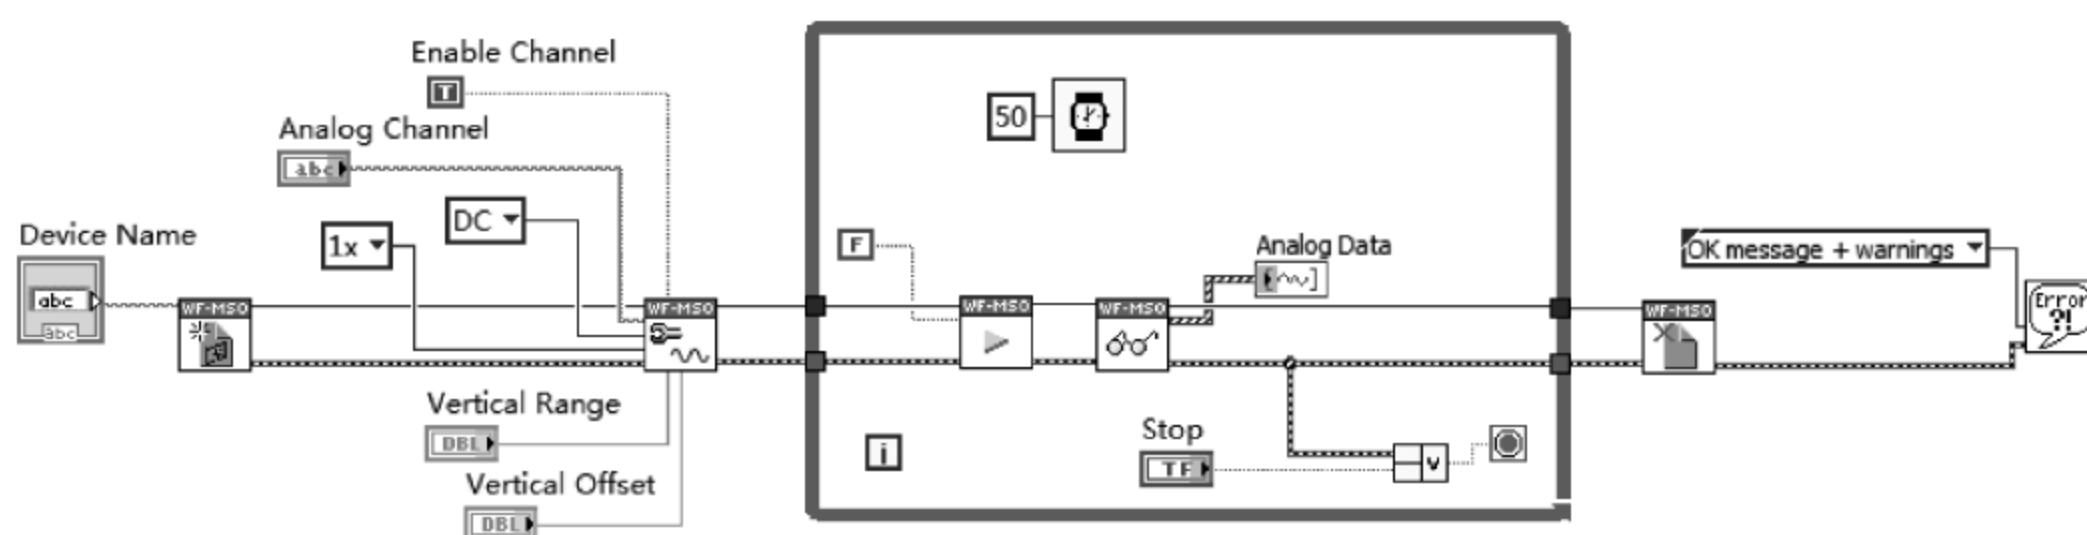 Enable Channel
T
Analog Channel
abc
DC
Device Name
1x
abc
abc
WF-MSO
WF-MSO
Vertical Range
DBL
Vertical Offset
DBL
50
F
Analog Data
WF-MSO
WF-MSO
i
Stop
TF
V
OK message + warnings
WF-MSO
Error
?!